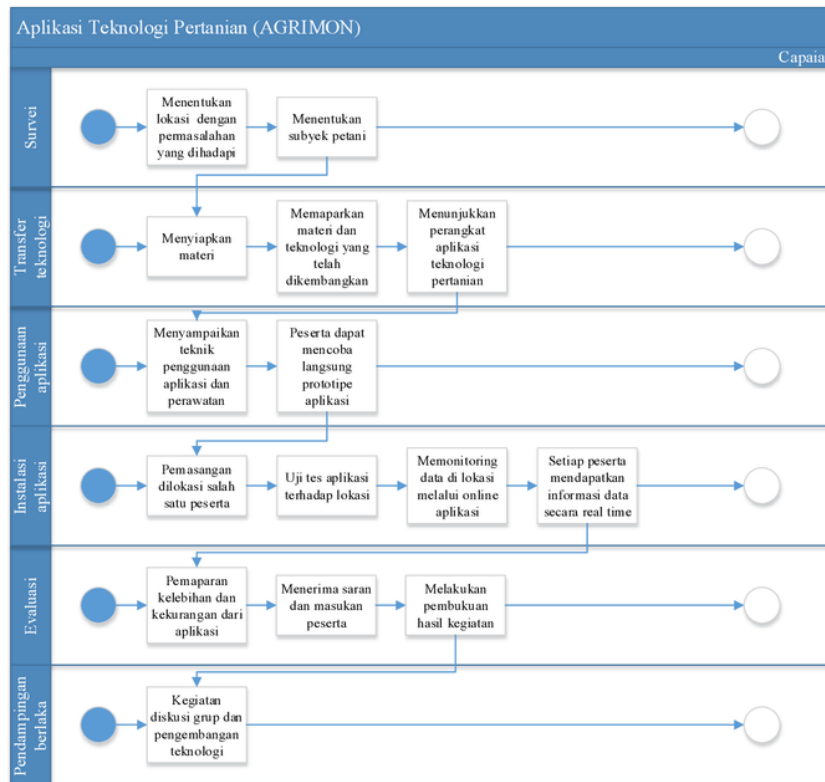 Aplikasi Teknologi Pertanian (AGRIMON)
Capaia
Survei
Menentukan
lokasi dengan
permasalahan
yang dihadapi
Menentukan
subyek petani
Transfer
teknologi
Menyiapkan
materi
Memaparkan
materi dan
teknologi yang
telah
dikembangkan
Menunjukkan
perangkat
aplikasi
teknologi
pertanian
Penggunaan
aplikasi
Menyampaikan
teknik
penggunaan
aplikasi dan
perawatan
Peserta dapat
mencoba
langsung
prototipe
aplikasi
Instalasi
aplikasi
Pemasangan
dilokasi salah
satu peserta
Uji tes aplikasi
terhadap lokasi
Memonitoring
data di lokasi
melalui online
aplikasi
Setiap peserta
mendapatkan
informasi data
secara real time
Evaluasi
Pemaparan
kelebihan dan
kekurangan dari
aplikasi
Menerima saran
dan masukan
peserta
Melakukan
pembukuan
hasil kegiatan
Pendampingan
berlaka
Kegiatan
diskusi grup dan
pengembangan
teknologi